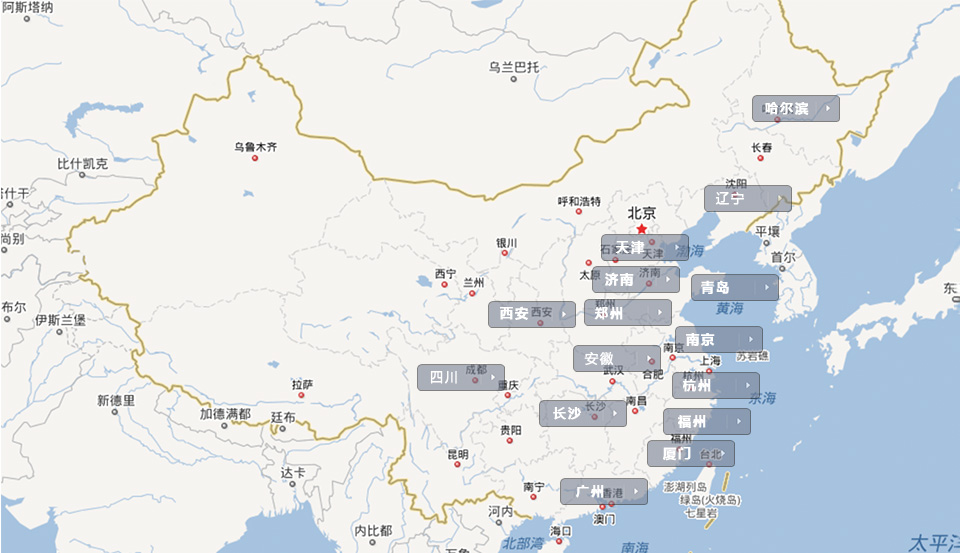 阿斯塔纳
乌兰巴托
哈尔滨
长春
乌鲁木齐
比什凯克
塔什干
沈阳
辽宁
呼和浩特
北京
平壤
尚别
银川
天津
天津
渤海
首尔
太原
济南
济南
西宁
兰州
青岛
东
布尔
伊斯兰堡
西安
西安
郑州
郑州
黄海
南京
南京
苏岩礁
安徽
武汉
合肥
上海
四川
成都
重庆
杭州
杭州
拉萨
新德里
东海
加德满都
廷布
长沙
长沙
南昌
福州
福州
贵阳
昆明
厦门
台北
达卡
南宁
广州
香港
澳门
澎湖列岛
绿岛(火烧岛)
七星岩
河内
内比都
海口
北部湾
南海
太平洋
万象